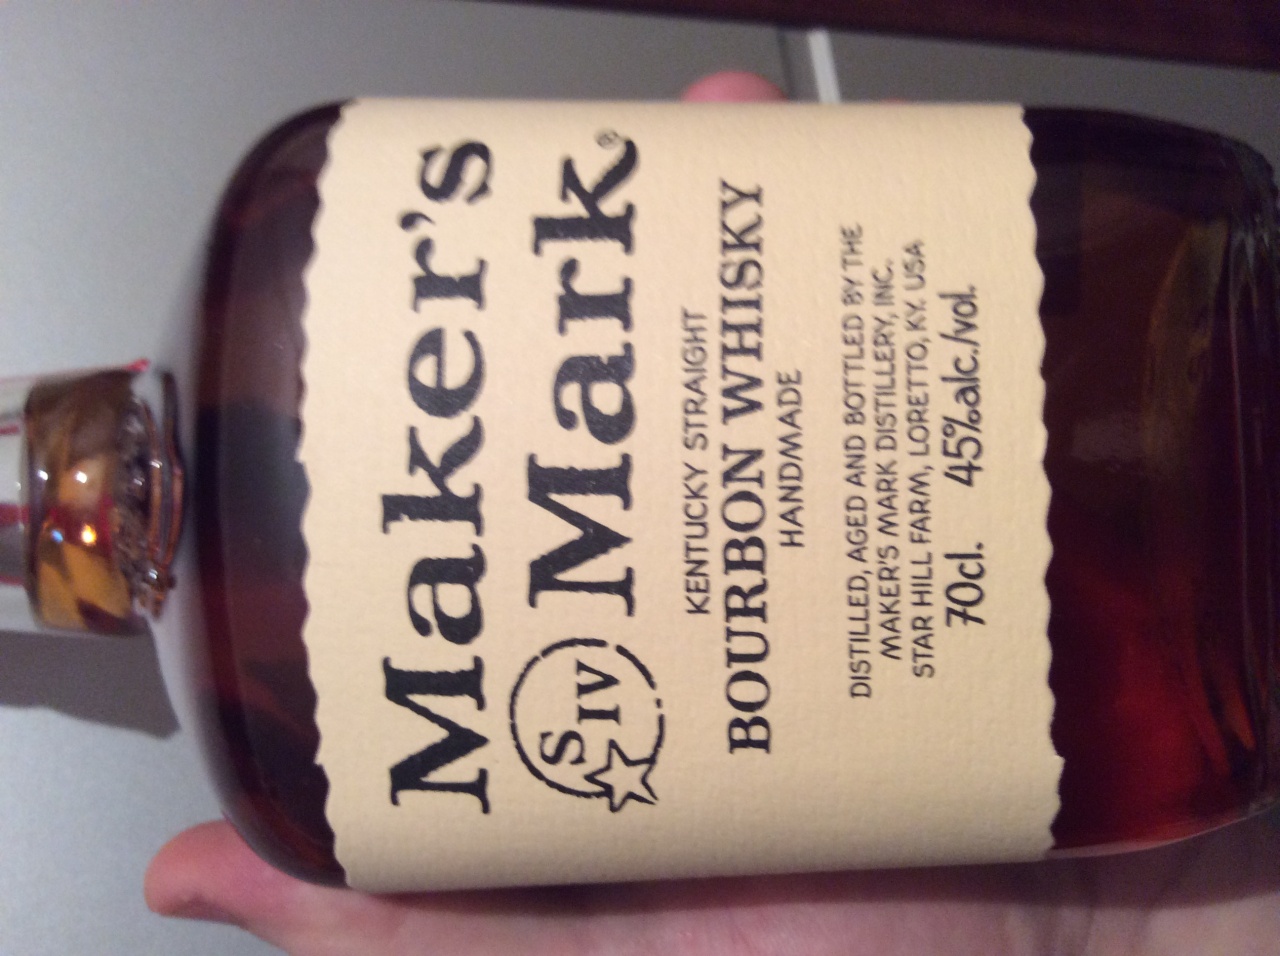 Maker's
SIV Mark®
KENTUCKY STRAIGHT
BOURBON WHISKY
HANDMADE
DISTILLED, AGED AND BOTTLED BY THE
MAKER'S MARK DISTILLERY, INC.
STAR HILL FARM, LORETTO, KY. USA
70cl. 45%alc./vol.